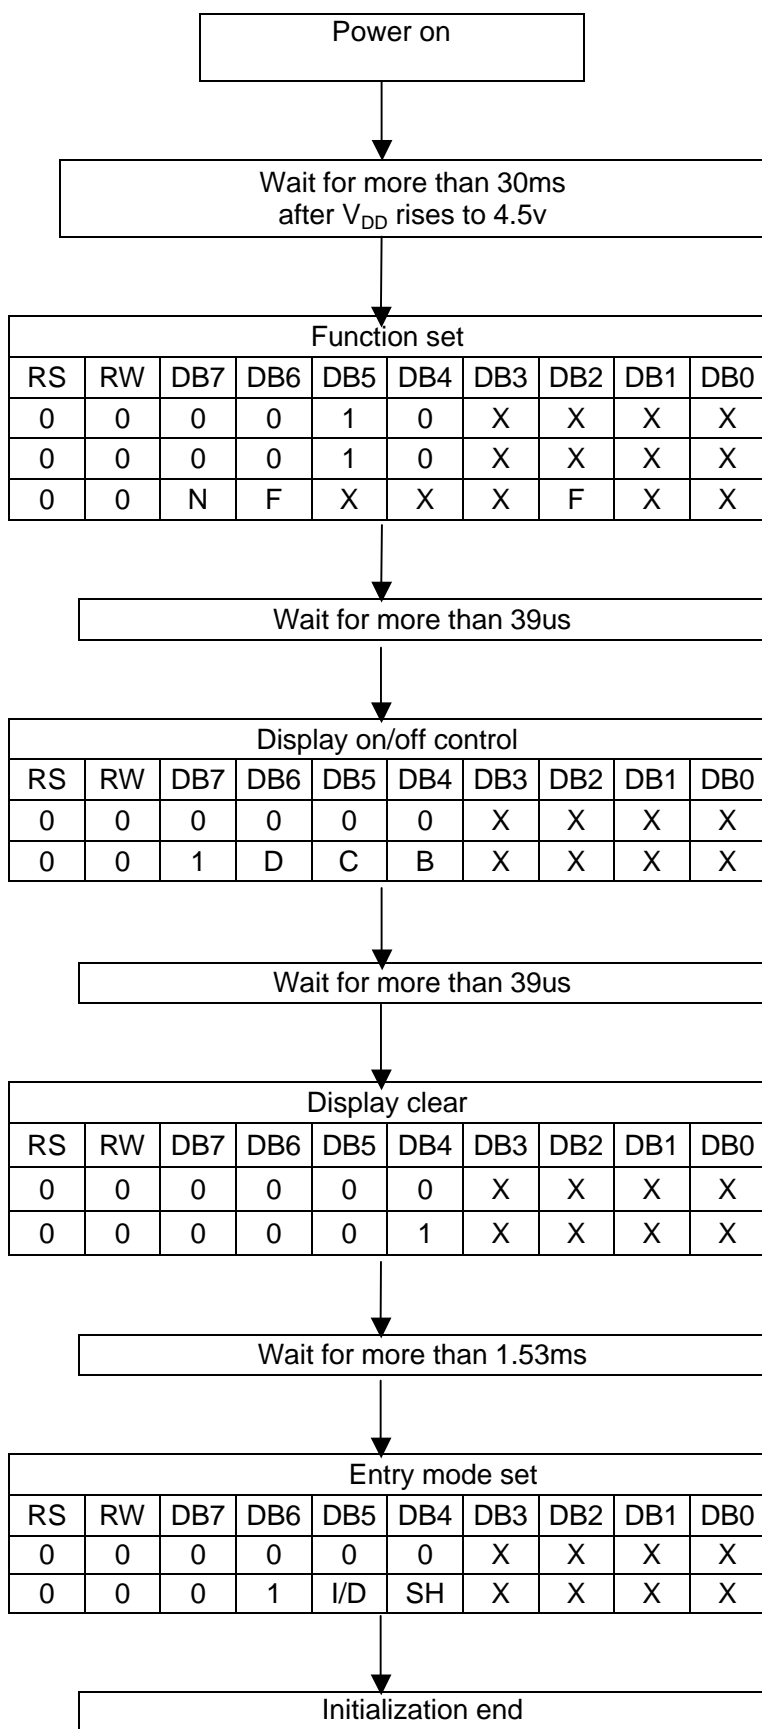 Power on
Wait for more than 30ms
after VDD rises to 4.5v
Function set
RS RW DB7 DB6 DB5 DB4 DB3 DB2 DB1 DB0
0 0 0 0 1 0 X X X X
0 0 0 0 1 0 X X X X
0 0 N F X X X F X X
Wait for more than 39us
Display on/off control
RS RW DB7 DB6 DB5 DB4 DB3 DB2 DB1 DB0
0 0 0 0 0 0 X X X X
0 0 1 D C B X X X X
Wait for more than 39us
Display clear
RS RW DB7 DB6 DB5 DB4 DB3 DB2 DB1 DB0
0 0 0 0 0 0 X X X X
0 0 0 0 0 1 X X X X
Wait for more than 1.53ms
Entry mode set
RS RW DB7 DB6 DB5 DB4 DB3 DB2 DB1 DB0
0 0 0 0 0 0 X X X X
0 0 0 1 I/D SH X X X X
Initialization end